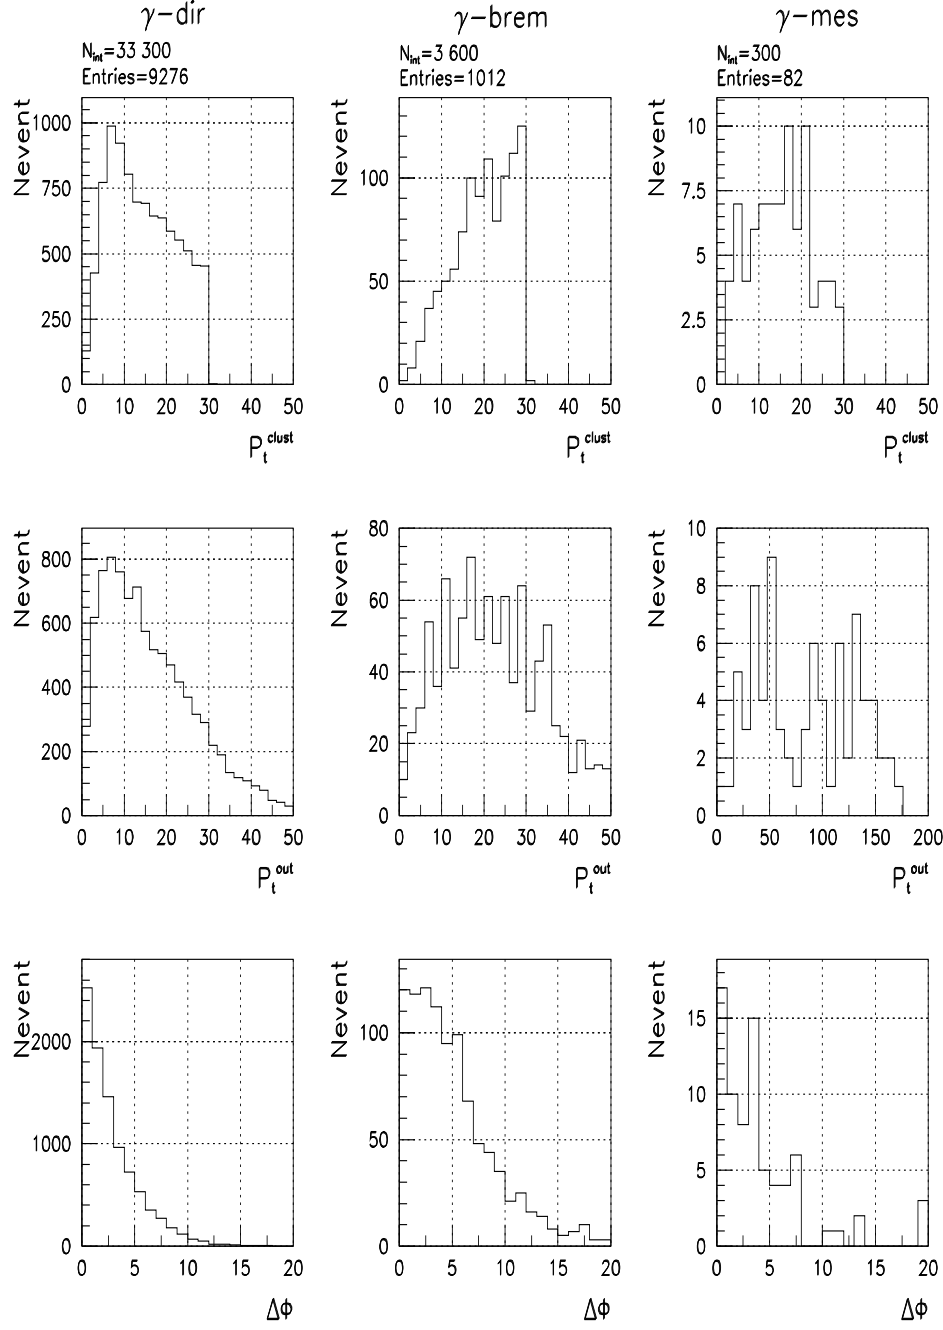 γ-dir
γ-brem
γ-mes
N_int=33 300
Entries=9276
N_int=3 600
Entries=1012
N_int=300
Entries=82
Nevent
1000
750
500
250
0
0 10 20 30 40 50
P_t^clust
Nevent
100
50
0
0 10 20 30 40 50
P_t^clust
Nevent
10
7.5
5
2.5
0
0 10 20 30 40 50
P_t^clust
Nevent
800
600
400
200
0
0 10 20 30 40 50
P_t^out
Nevent
80
60
40
20
0
0 10 20 30 40 50
P_t^out
Nevent
10
8
6
4
2
0
0 50 100 150 200
P_t^out
Nevent
2000
1000
0
0 5 10 15 20
Δϕ
Nevent
100
50
0
0 5 10 15 20
Δϕ
Nevent
15
10
5
0
0 5 10 15 20
Δϕ